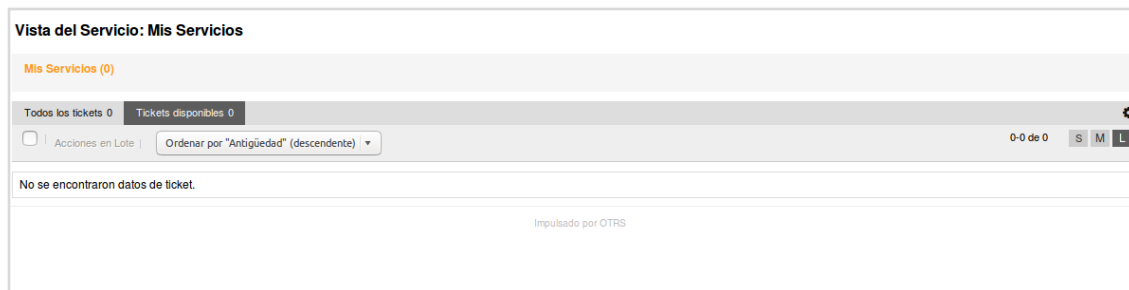 Vista del Servicio: Mis Servicios
Mis Servicios (0)
Todos los tickets 0 Tickets disponibles 0
Acciones en Lote Ordenar por "Antigüedad" (descendente) 0-0 de 0 S M L
No se encontraron datos de ticket.
Impulsado por OTRS